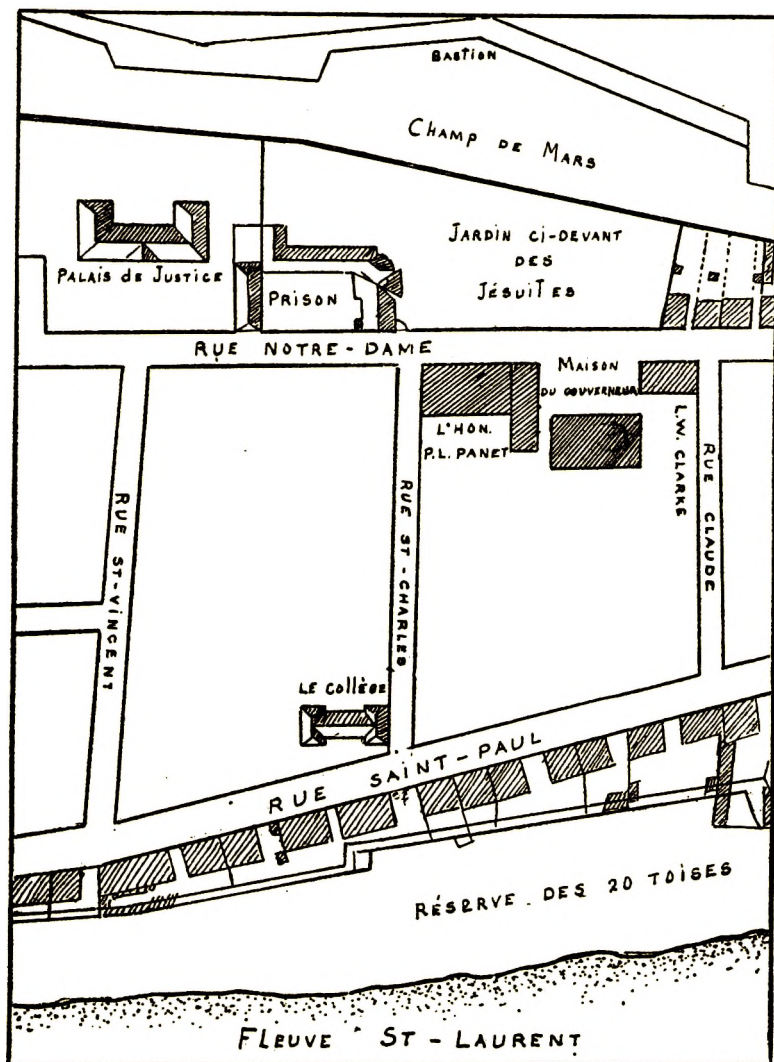 BASTION
CHAMP DE MARS
JARDIN CI-DEVANT
DES
JÉSUITES
PALAIS DE JUSTICE
PRISON
RUE NOTRE-DAME
MAISON
DU GOUVERNEUR
L'HON.
P.L. PANET
L.W. CLARKE
RUE CLAUDE
RUE ST-VINCENT
RUE ST-CHARLES
LE COLLÈGE
RUE SAINT-PAUL
RÉSERVE DES 20 TOISES
FLEUVE ST-LAURENT